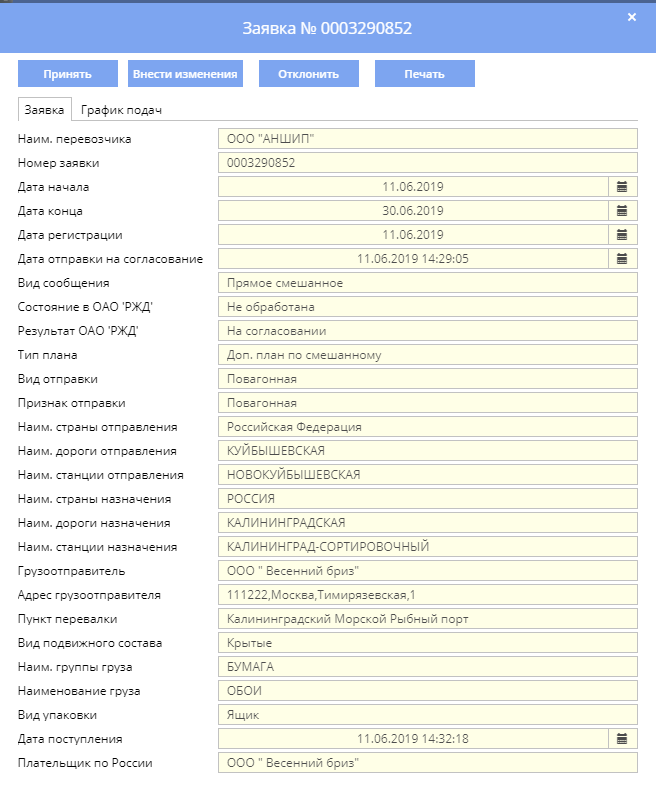 Заявка № 0003290852 ×
Принять Внести изменения Отклонить Печать
Заявка График подач
Наим. перевозчика ООО "АНШИП"
Номер заявки 0003290852
Дата начала 11.06.2019
Дата конца 30.06.2019
Дата регистрации 11.06.2019
Дата отправки на согласование 11.06.2019 14:29:05
Вид сообщения Прямое смешанное
Состояние в ОАО 'РЖД' Не обработана
Результат ОАО 'РЖД' На согласовании
Тип плана Доп. план по смешанному
Вид отправки Повагонная
Признак отправки Повагонная
Наим. страны отправления Российская Федерация
Наим. дороги отправления КУЙБЫШЕВСКАЯ
Наим. станции отправления НОВОКУЙБЫШЕВСКАЯ
Наим. страны назначения РОССИЯ
Наим. дороги назначения КАЛИНИНГРАДСКАЯ
Наим. станции назначения КАЛИНИНГРАД-СОРТИРОВОЧНЫЙ
Грузоотправитель ООО " Весенний бриз"
Адрес грузоотправителя 111222,Москва,Тимирязевская,1
Пункт перевалки Калининградский Морской Рыбный порт
Вид подвижного состава Крытые
Наим. группы груза БУМАГА
Наименование груза ОБОИ
Вид упаковки Ящик
Дата поступления 11.06.2019 14:32:18
Плательщик по России ООО " Весенний бриз"